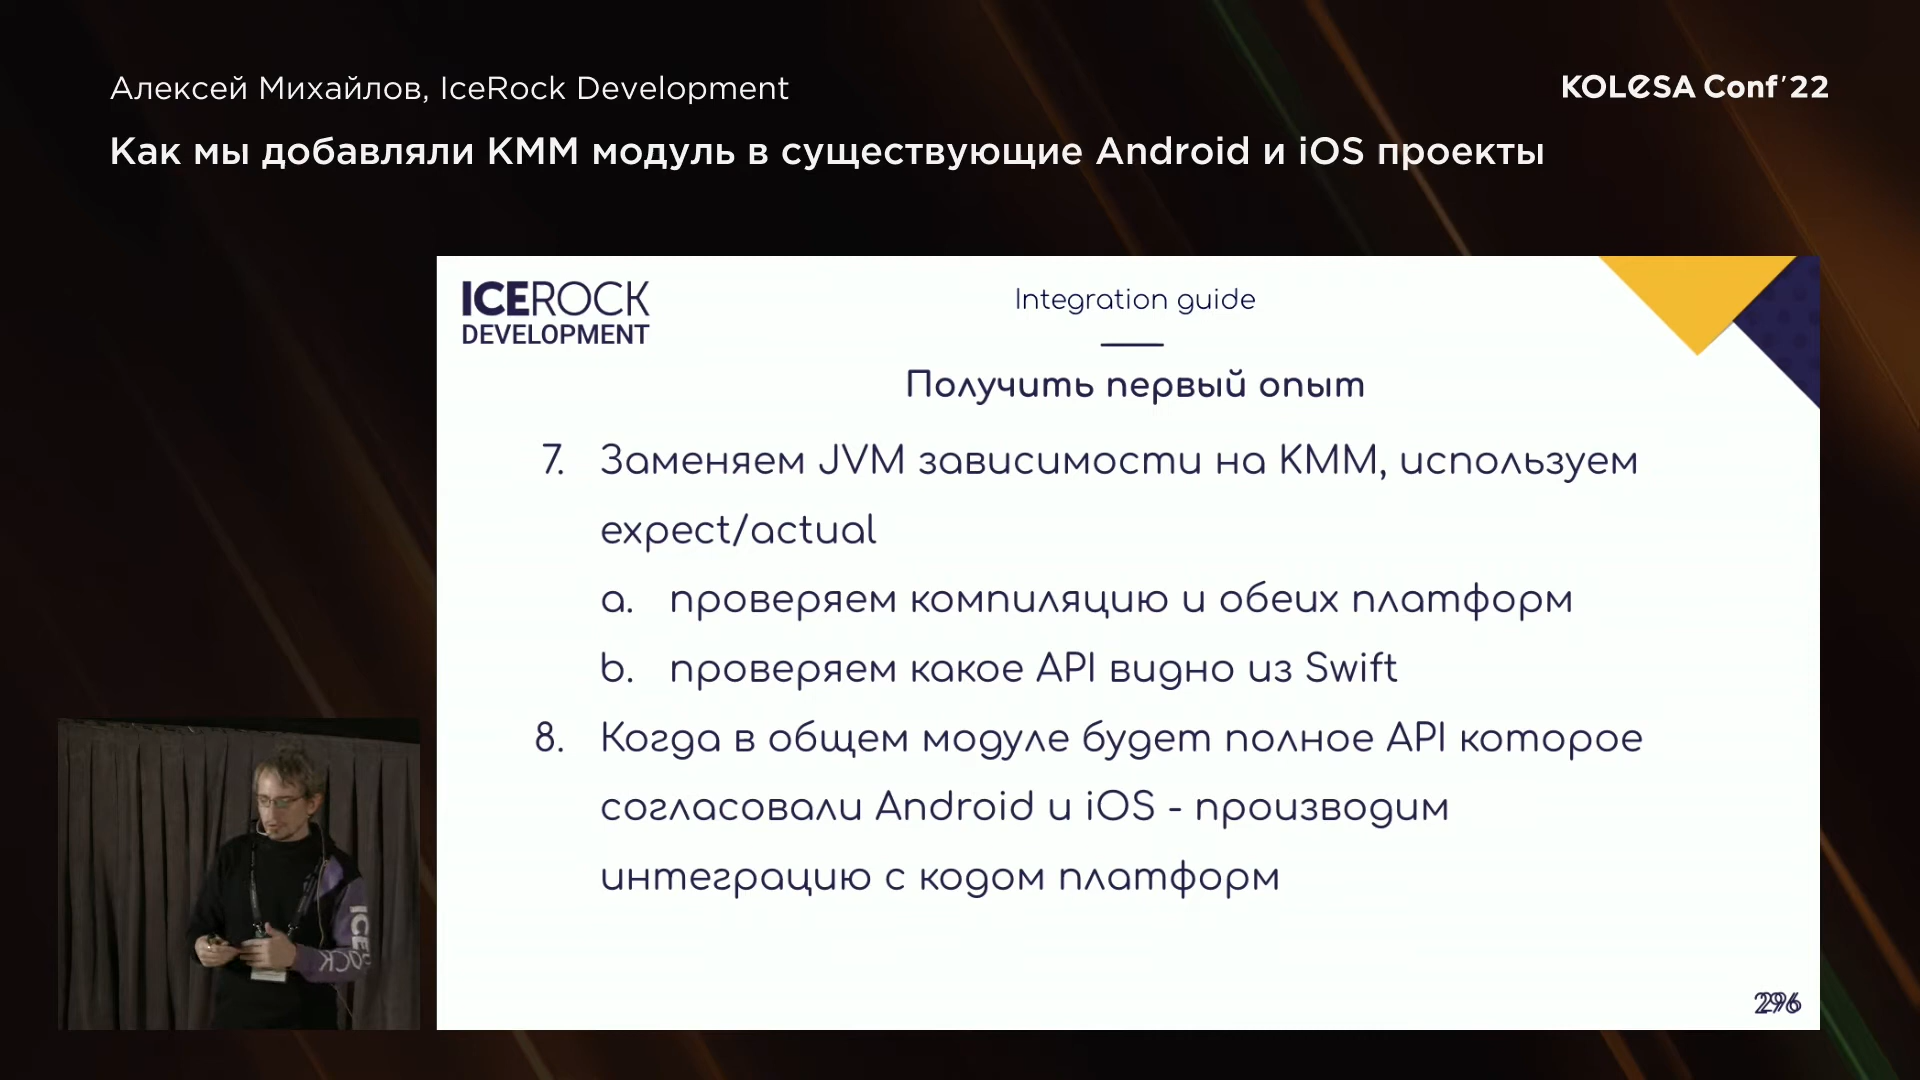 Алексей Михайлов, IceRock Development
KOLESA Conf'22
Как мы добавляли KMM модуль в существующие Android и iOS проекты
ICEROCK
DEVELOPMENT
Integration guide
Получить первый опыт
7. Заменяем JVM зависимости на KMM, используем
expect/actual
a. проверяем компиляцию и обеих платформ
b. проверяем какое API видно из Swift
8. Когда в общем модуле будет полное API которое
согласовали Android и iOS - производим
интеграцию с кодом платформ
ICE
ROCK